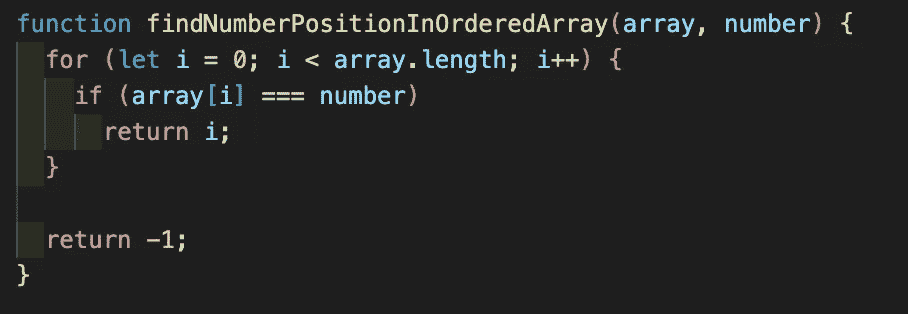 function findNumberPositionInOrderedArray(array, number) {
  for (let i = 0; i < array.length; i++) {
    if (array[i] === number)
      return i;
  }

  return -1;
}